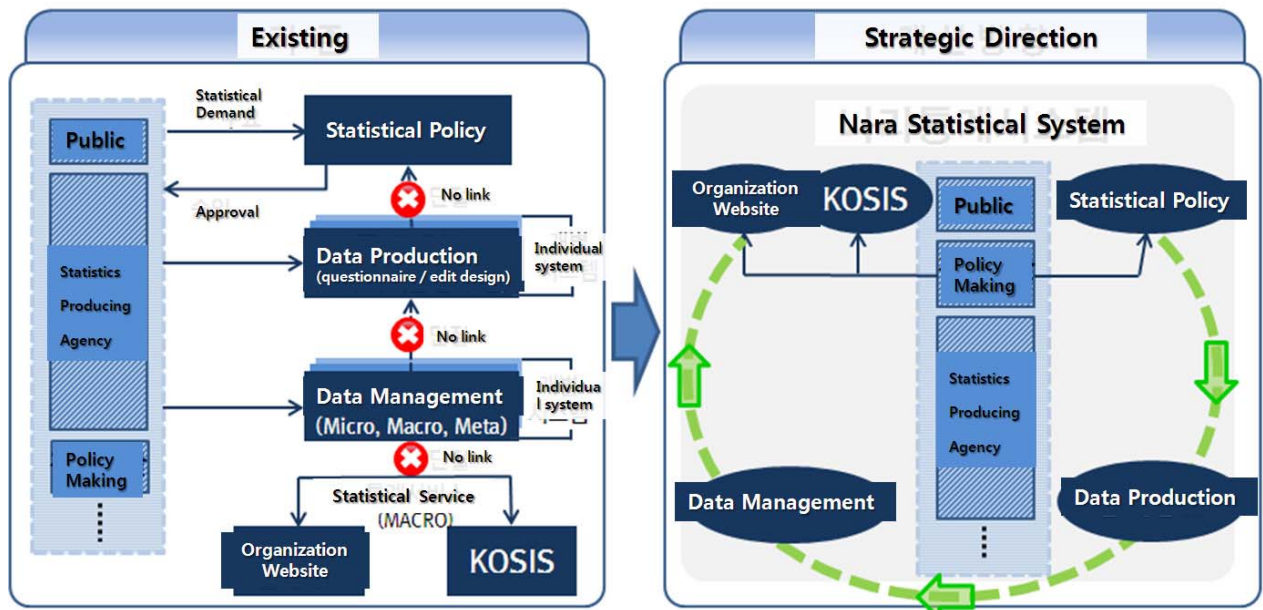 Existing
Statistical
Demand
Public
Statistical Policy
No link
Approval
Data Production
(questionnaire / edit design)
Individual
system
Statistics
Producing
Agency
No link
Data Management
(Micro, Macro, Meta)
Individua
l system
Policy
Making
No link
Statistical Service
(MACRO)
Organization
Website
KOSIS
Strategic Direction
Nara Statistical System
Organization
Website
KOSIS
Public
Statistical Policy
Policy
Making
Statistics
Producing
Agency
Data Management
Data Production